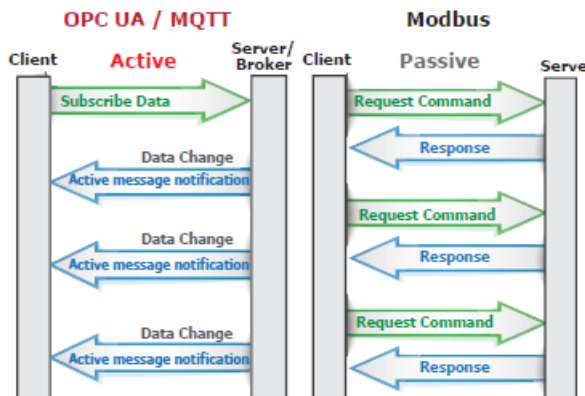 OPC UA / MQTT
Client
Active
Server/
Broker
Subscribe Data
Data Change
Active message notification
Data Change
Active message notification
Data Change
Active message notification
Modbus
Client
Passive
Serve
Request Command
Response
Request Command
Response
Request Command
Response